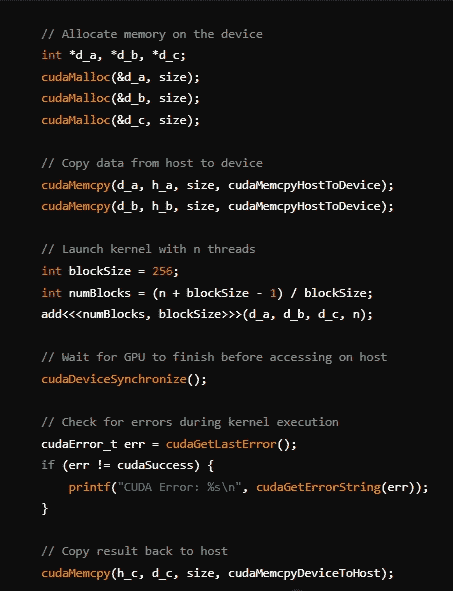 // Allocate memory on the device
int *d_a, *d_b, *d_c;
cudaMalloc(&d_a, size);
cudaMalloc(&d_b, size);
cudaMalloc(&d_c, size);
// Copy data from host to device
cudaMemcpy(d_a, h_a, size, cudaMemcpyHostToDevice);
cudaMemcpy(d_b, h_b, size, cudaMemcpyHostToDevice);
// Launch kernel with n threads
int blockSize = 256;
int numBlocks = (n + blockSize - 1) / blockSize;
add<<<numBlocks, blockSize>>>(d_a, d_b, d_c, n);
// Wait for GPU to finish before accessing on host
cudaDeviceSynchronize();
// Check for errors during kernel execution
cudaError_t err = cudaGetLastError();
if (err != cudaSuccess) {
    printf("CUDA Error: %s\n", cudaGetErrorString(err));
}
// Copy result back to host
cudaMemcpy(h_c, d_c, size, cudaMemcpyDeviceToHost);